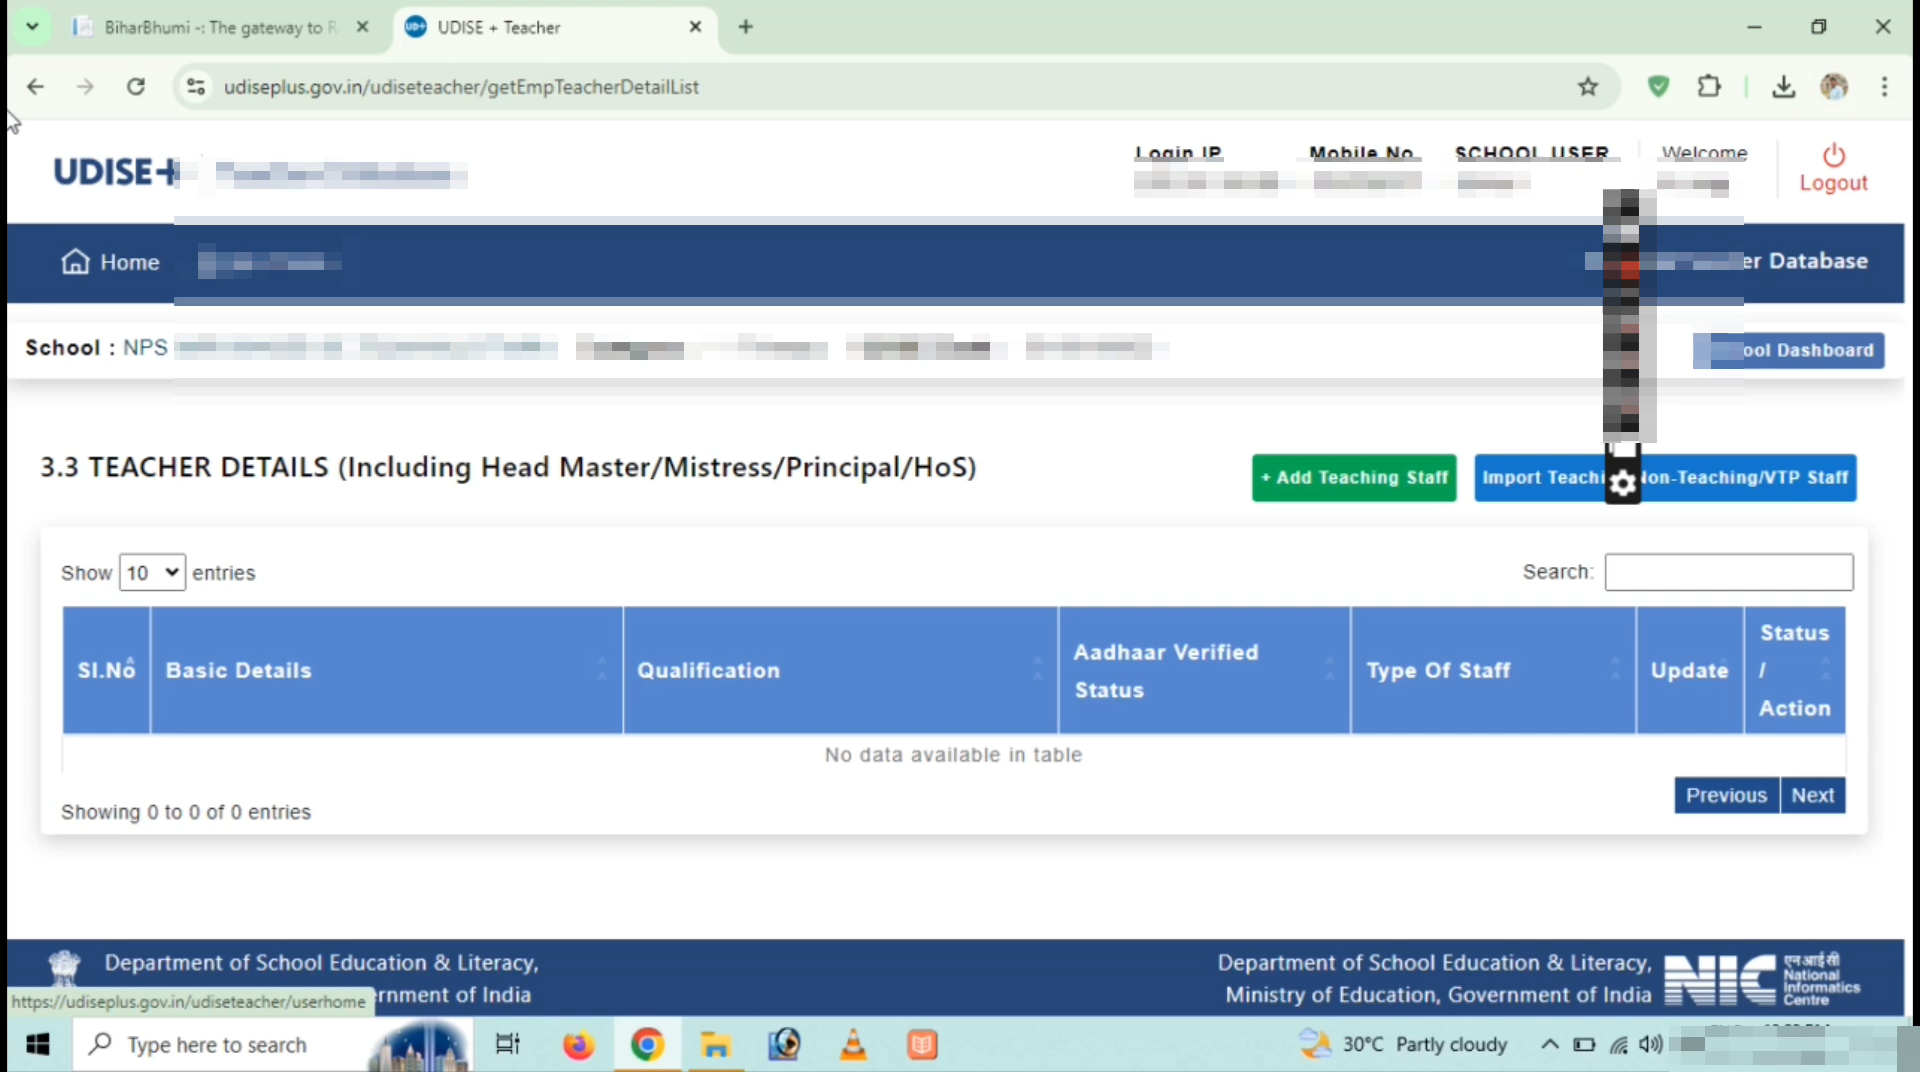 BiharBhumi -: The gateway to R
UDISE + Teacher
udiseplus.gov.in/udiseteacher/getEmpTeacherDetailList
UDISE+
Login IP
Mobile No
SCHOOL USER
Welcome
Logout
Home
er Database
School : NPS
ool Dashboard
3.3 TEACHER DETAILS (Including Head Master/Mistress/Principal/HoS)
+ Add Teaching Staff
Import Teachi
on-Teaching/VTP Staff
Show 10 entries
Search:
Sl.No
Basic Details
Qualification
Aadhaar Verified
Status
Type Of Staff
Update
Status
/
Action
No data available in table
Showing 0 to 0 of 0 entries
Previous
Next
Department of School Education & Literacy,
rnment of India
Department of School Education & Literacy,
Ministry of Education, Government of India
NIC
एन आई सी
National
Informatics
Centre
https://udiseplus.gov.in/udiseteacher/userhome
Type here to search
30°C Partly cloudy